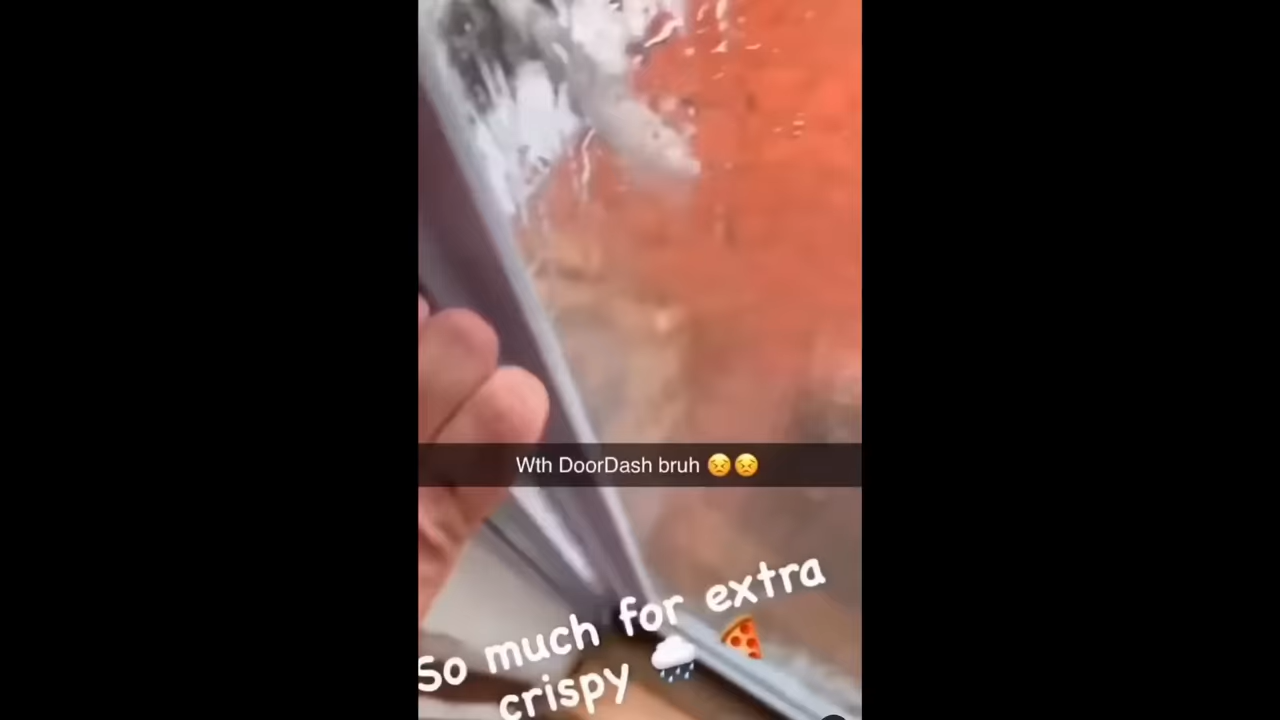 Wth DoorDash bruh 😣😣
So much for extra
crispy 🌧️ 🍕